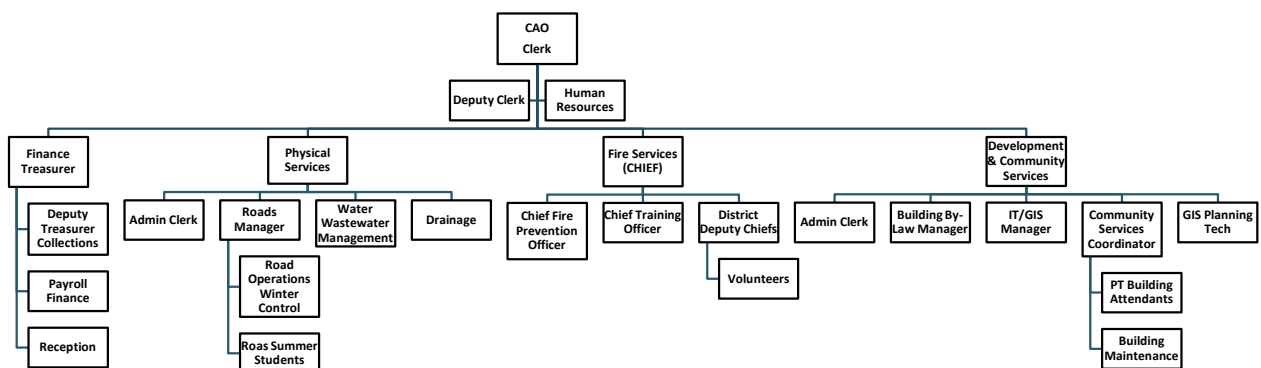 CAO
Clerk
Deputy Clerk
Human
Resources
Finance
Treasurer
Physical
Services
Fire Services
(CHIEF)
Development
& Community
Services
Deputy
Treasurer
Collections
Payroll
Finance
Reception
Admin Clerk
Roads
Manager
Water
Wastewater
Management
Drainage
Road
Operations
Winter
Control
Roas Summer
Students
Chief Fire
Prevention
Officer
Chief Training
Officer
District
Deputy Chiefs
Volunteers
Admin Clerk
Building By-
Law Manager
IT/GIS
Manager
Community
Services
Coordinator
GIS Planning
Tech
PT Building
Attendants
Building
Maintenance